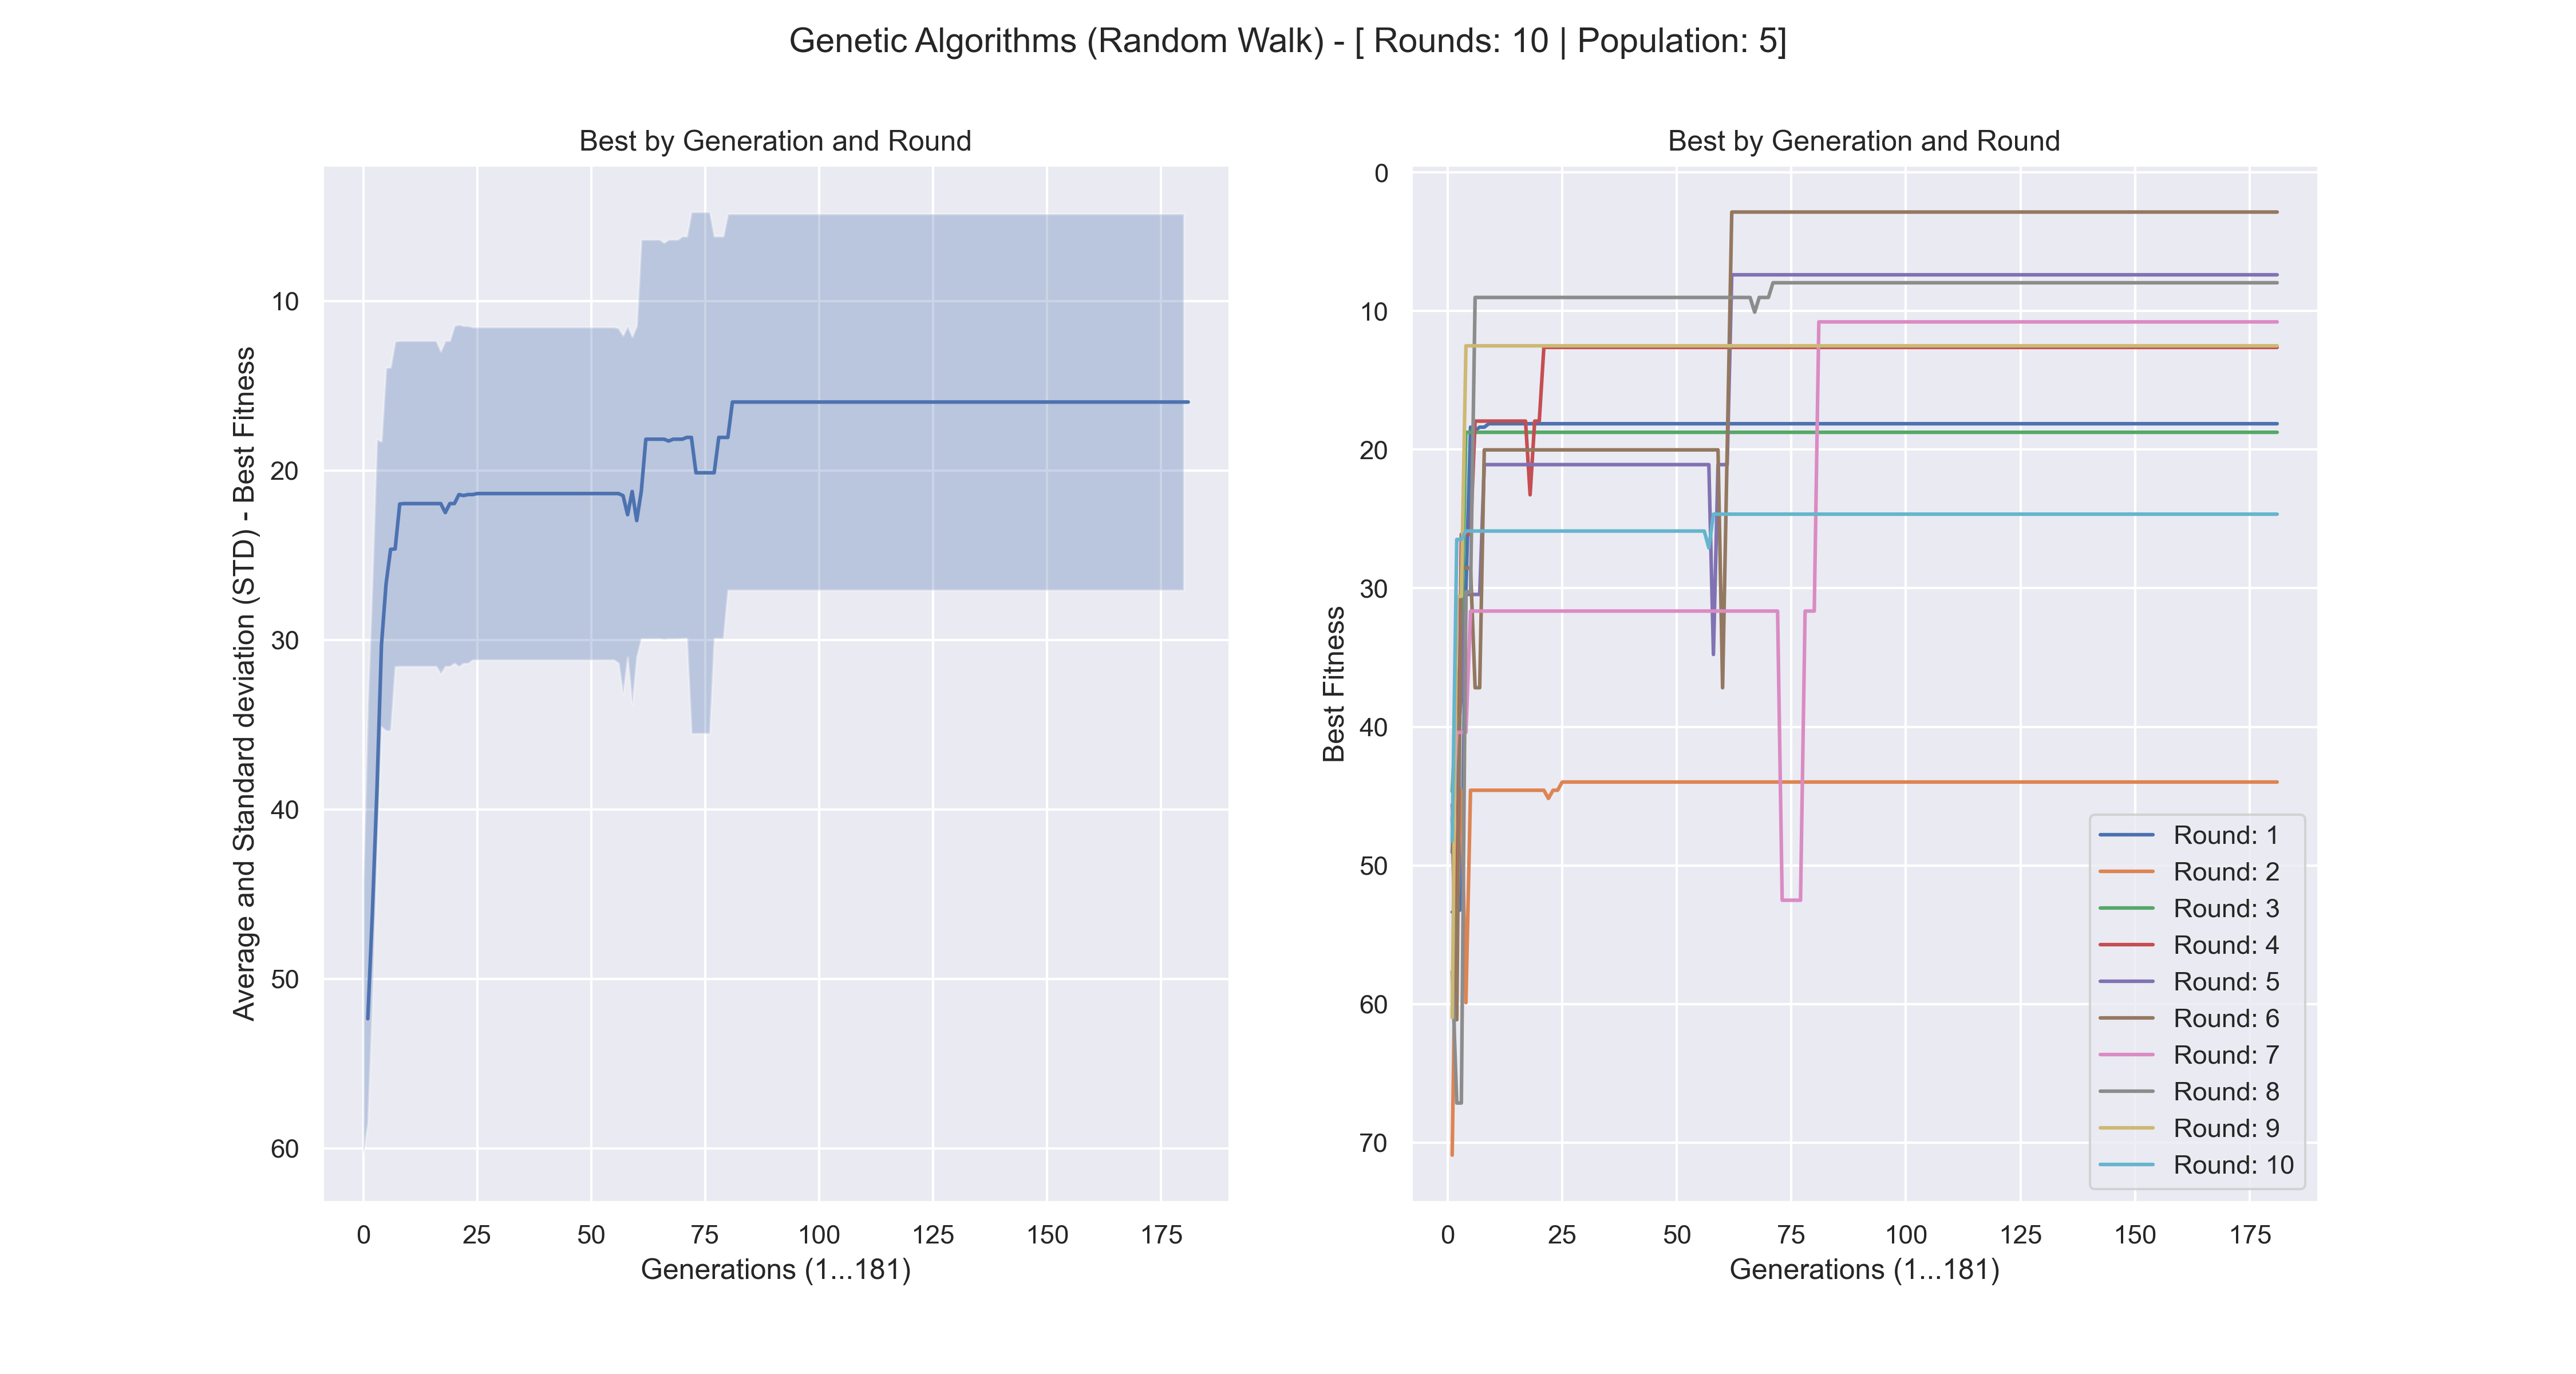 Genetic Algorithms (Random Walk) - [ Rounds: 10 | Population: 5]
Best by Generation and Round
Average and Standard deviation (STD) - Best Fitness
10
20
30
40
50
60
0 25 50 75 100 125 150 175
Generations (1...181)
Best by Generation and Round
Best Fitness
0
10
20
30
40
50
60
70
0 25 50 75 100 125 150 175
Generations (1...181)
Round: 1
Round: 2
Round: 3
Round: 4
Round: 5
Round: 6
Round: 7
Round: 8
Round: 9
Round: 10